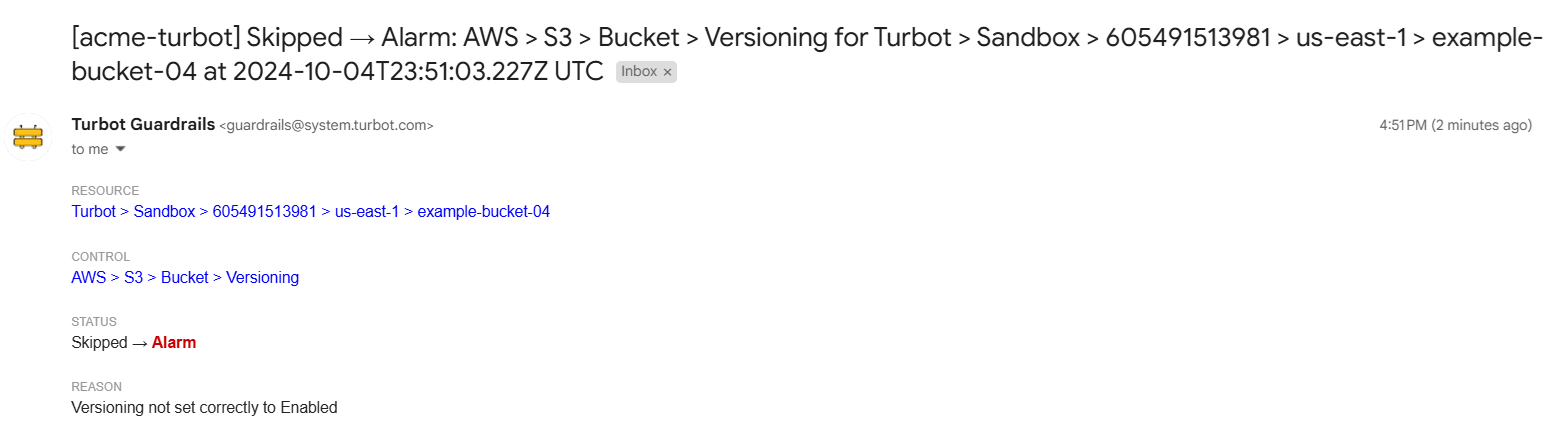 [acme-turbot] Skipped → Alarm: AWS > S3 > Bucket > Versioning for Turbot > Sandbox > 605491513981 > us-east-1 > example-
bucket-04 at 2024-10-04T23:51:03.227Z UTC Inbox ×
Turbot Guardrails <guardrails@system.turbot.com> 4:51 PM (2 minutes ago)
to me
RESOURCE
Turbot > Sandbox > 605491513981 > us-east-1 > example-bucket-04
CONTROL
AWS > S3 > Bucket > Versioning
STATUS
Skipped → Alarm
REASON
Versioning not set correctly to Enabled